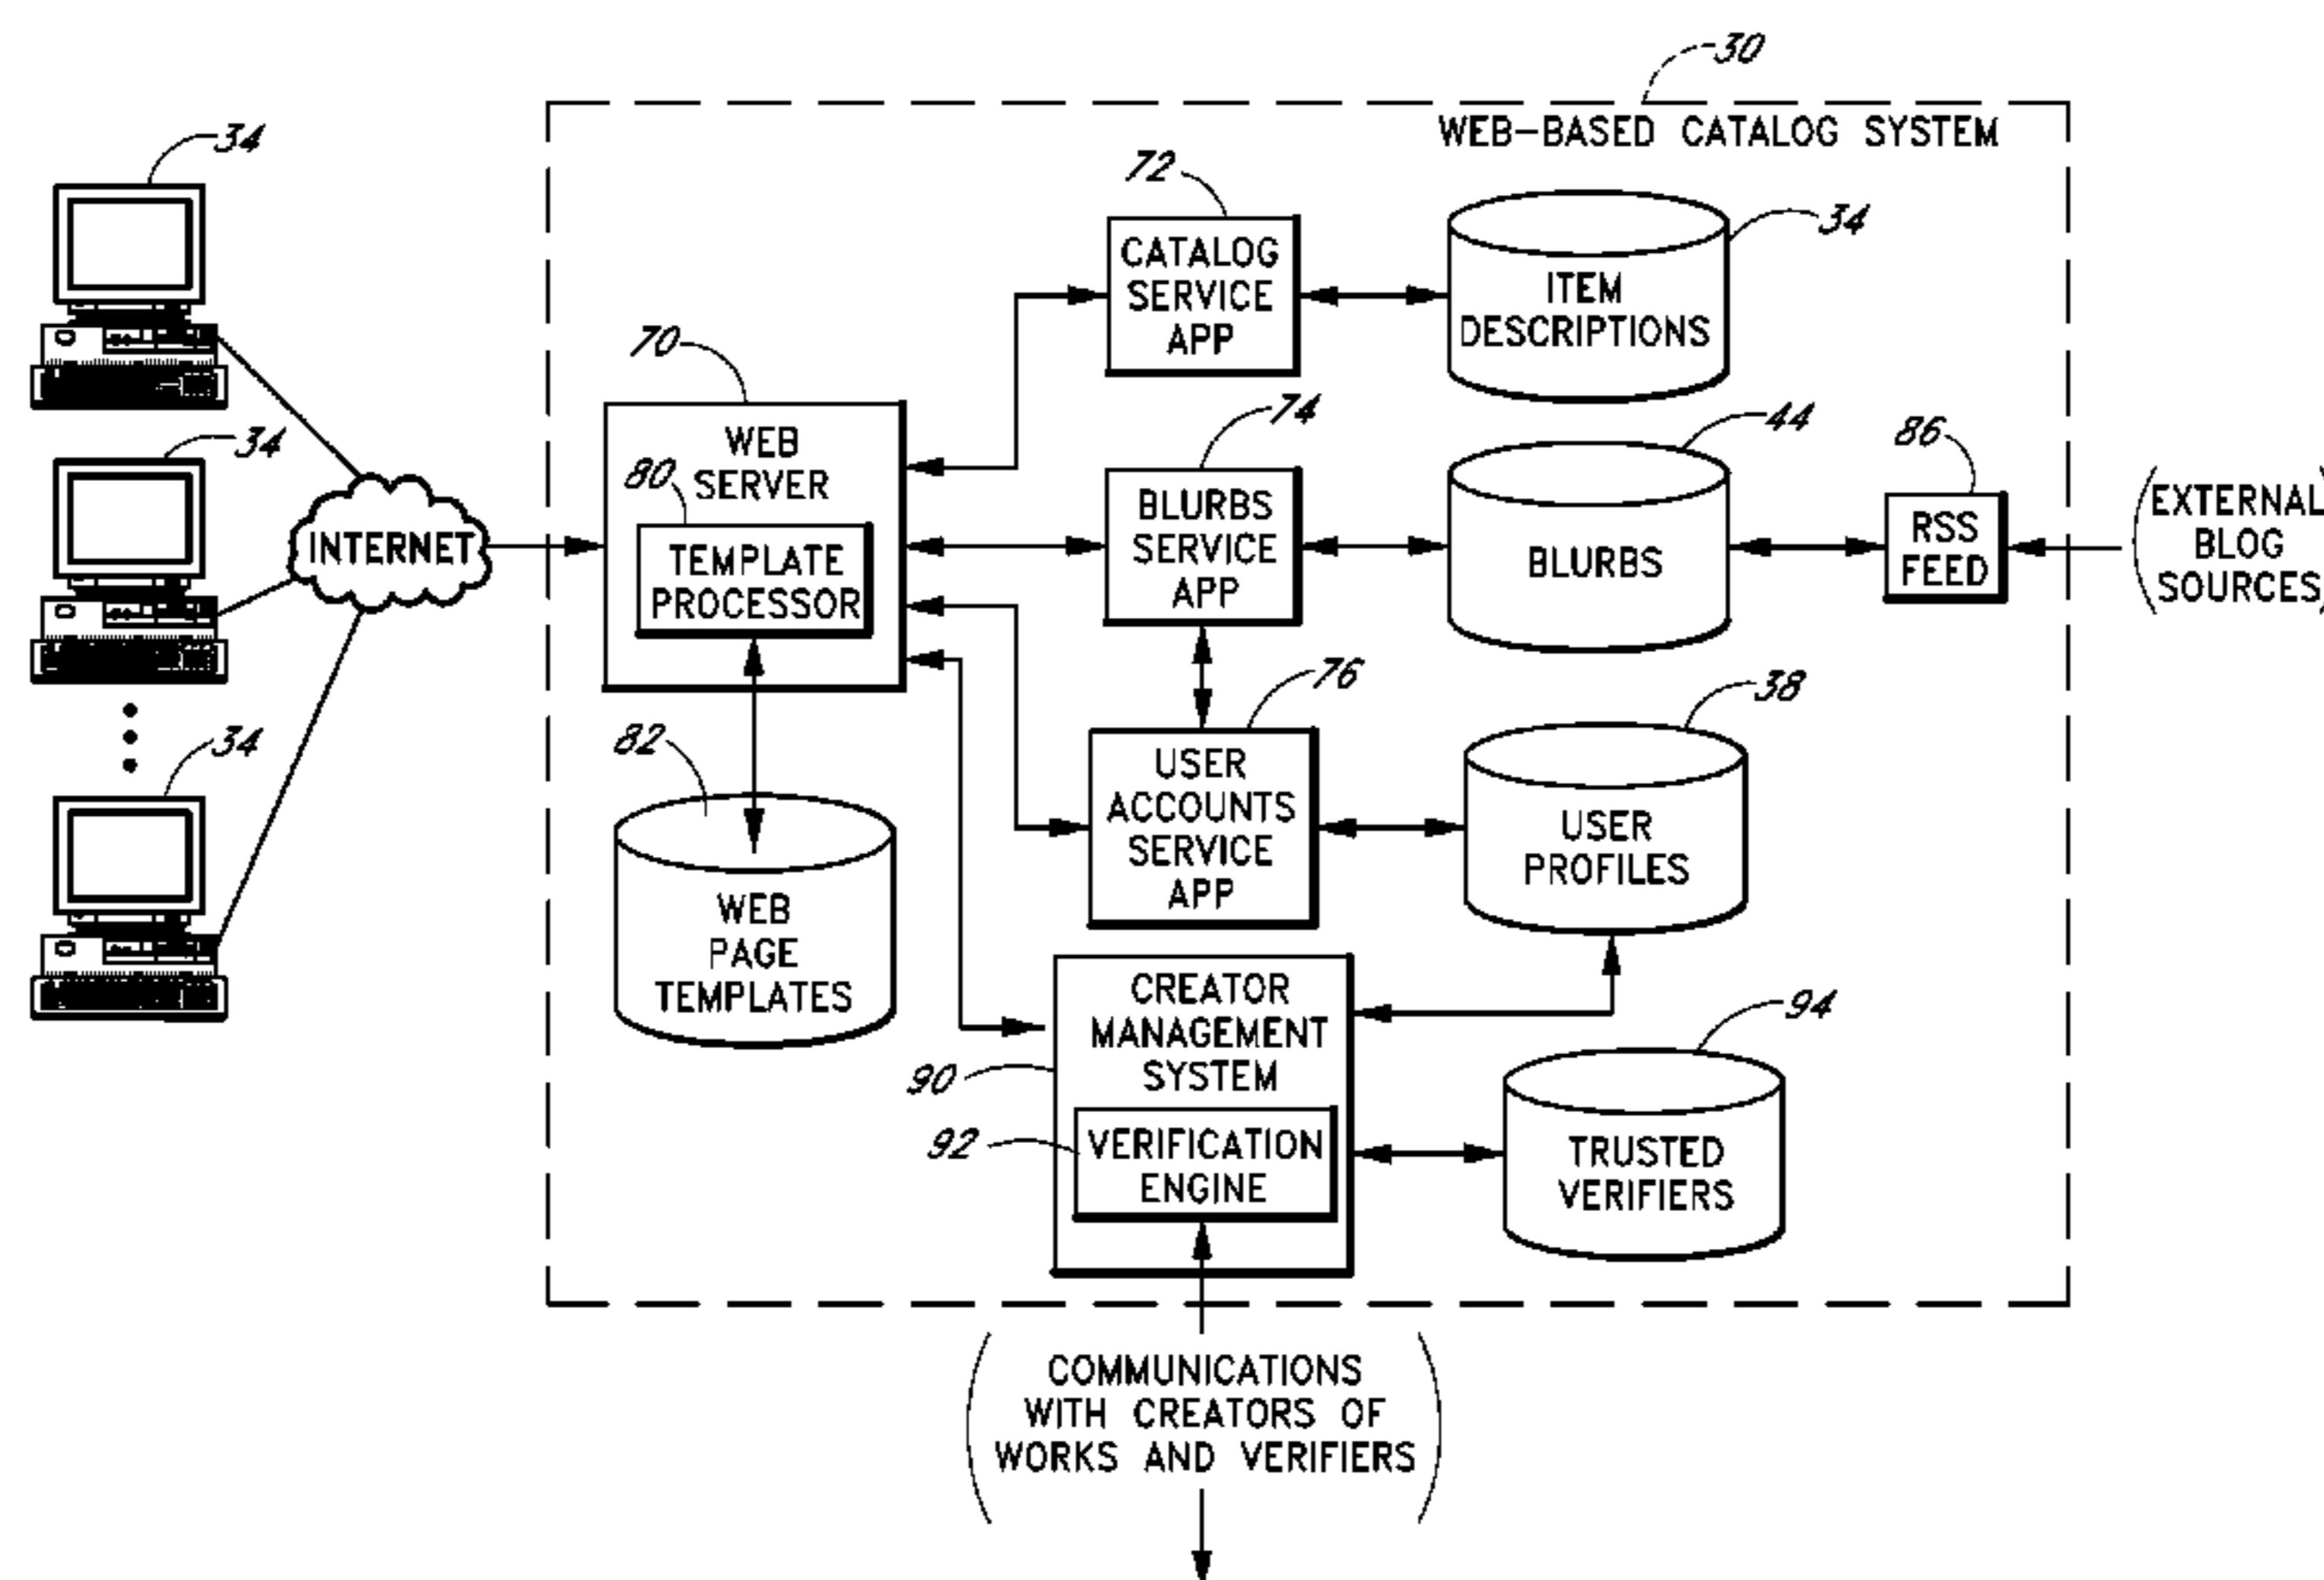 30
WEB-BASED CATALOG SYSTEM
34
72
CATALOG
SERVICE
APP
34
ITEM
DESCRIPTIONS
70
WEB
SERVER
80
TEMPLATE
PROCESSOR
34
INTERNET
74
BLURBS
SERVICE
APP
44
BLURBS
86
RSS
FEED
(EXTERNAL
BLOG
SOURCES)
34
82
WEB
PAGE
TEMPLATES
76
USER
ACCOUNTS
SERVICE
APP
38
USER
PROFILES
90
CREATOR
MANAGEMENT
SYSTEM
92
VERIFICATION
ENGINE
94
TRUSTED
VERIFIERS
(COMMUNICATIONS
WITH CREATORS OF
WORKS AND VERIFIERS)